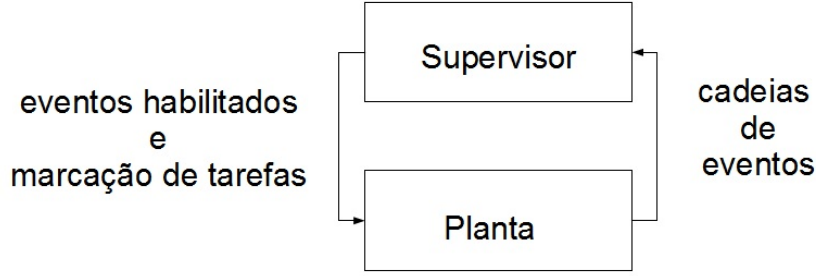 Supervisor
eventos habilitados
e
marcação de tarefas
cadeias
de
eventos
Planta